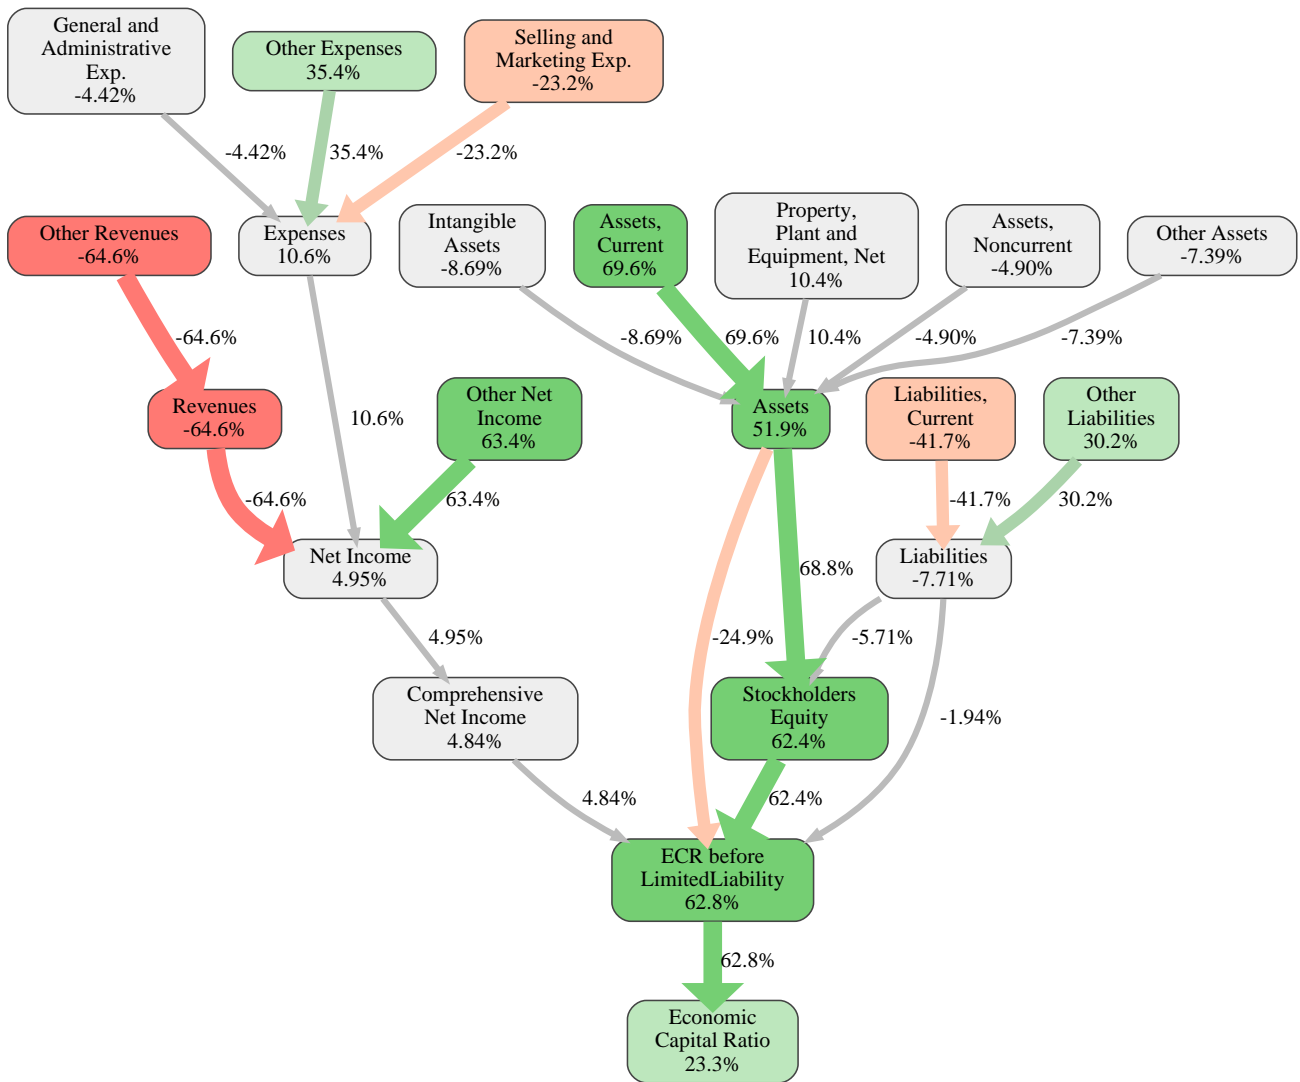 General and
Administrative
Exp.
-4.42%
Other Expenses
35.4%
Selling and
Marketing Exp.
-23.2%
-4.42%
35.4%
-23.2%
Other Revenues
-64.6%
Expenses
10.6%
Intangible
Assets
-8.69%
Assets,
Current
69.6%
Property,
Plant and
Equipment, Net
10.4%
Assets,
Noncurrent
-4.90%
Other Assets
-7.39%
-64.6%
-8.69%
69.6%
10.4%
-4.90%
-7.39%
Revenues
-64.6%
10.6%
Other Net
Income
63.4%
Assets
51.9%
Liabilities,
Current
-41.7%
Other
Liabilities
30.2%
-64.6%
63.4%
-41.7%
30.2%
Net Income
4.95%
68.8%
Liabilities
-7.71%
4.95%
-24.9%
-5.71%
Comprehensive
Net Income
4.84%
Stockholders
Equity
62.4%
-1.94%
4.84%
62.4%
ECR before
LimitedLiability
62.8%
62.8%
Economic
Capital Ratio
23.3%